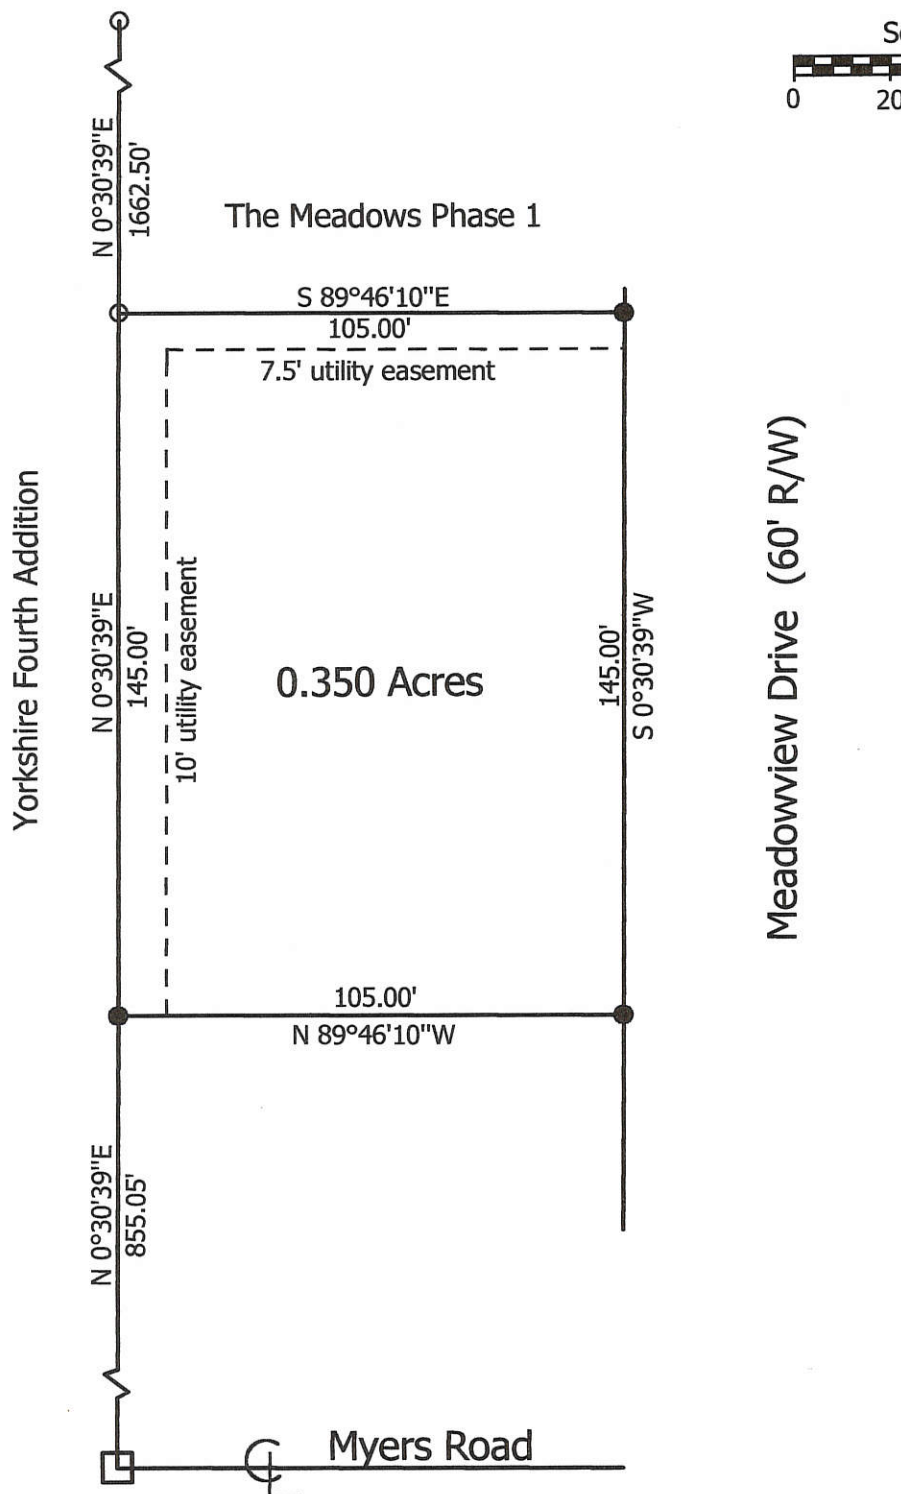 Sc
0 20
N 0°30'39"E
1662.50'
The Meadows Phase 1
S 89°46'10"E
105.00'
7.5' utility easement
Yorkshire Fourth Addition
N 0°30'39"E
145.00'
10' utility easement
0.350 Acres
145.00'
S 0°30'39"W
Meadowview Drive (60' R/W)
105.00'
N 89°46'10"W
N 0°30'39"E
855.05'
Myers Road